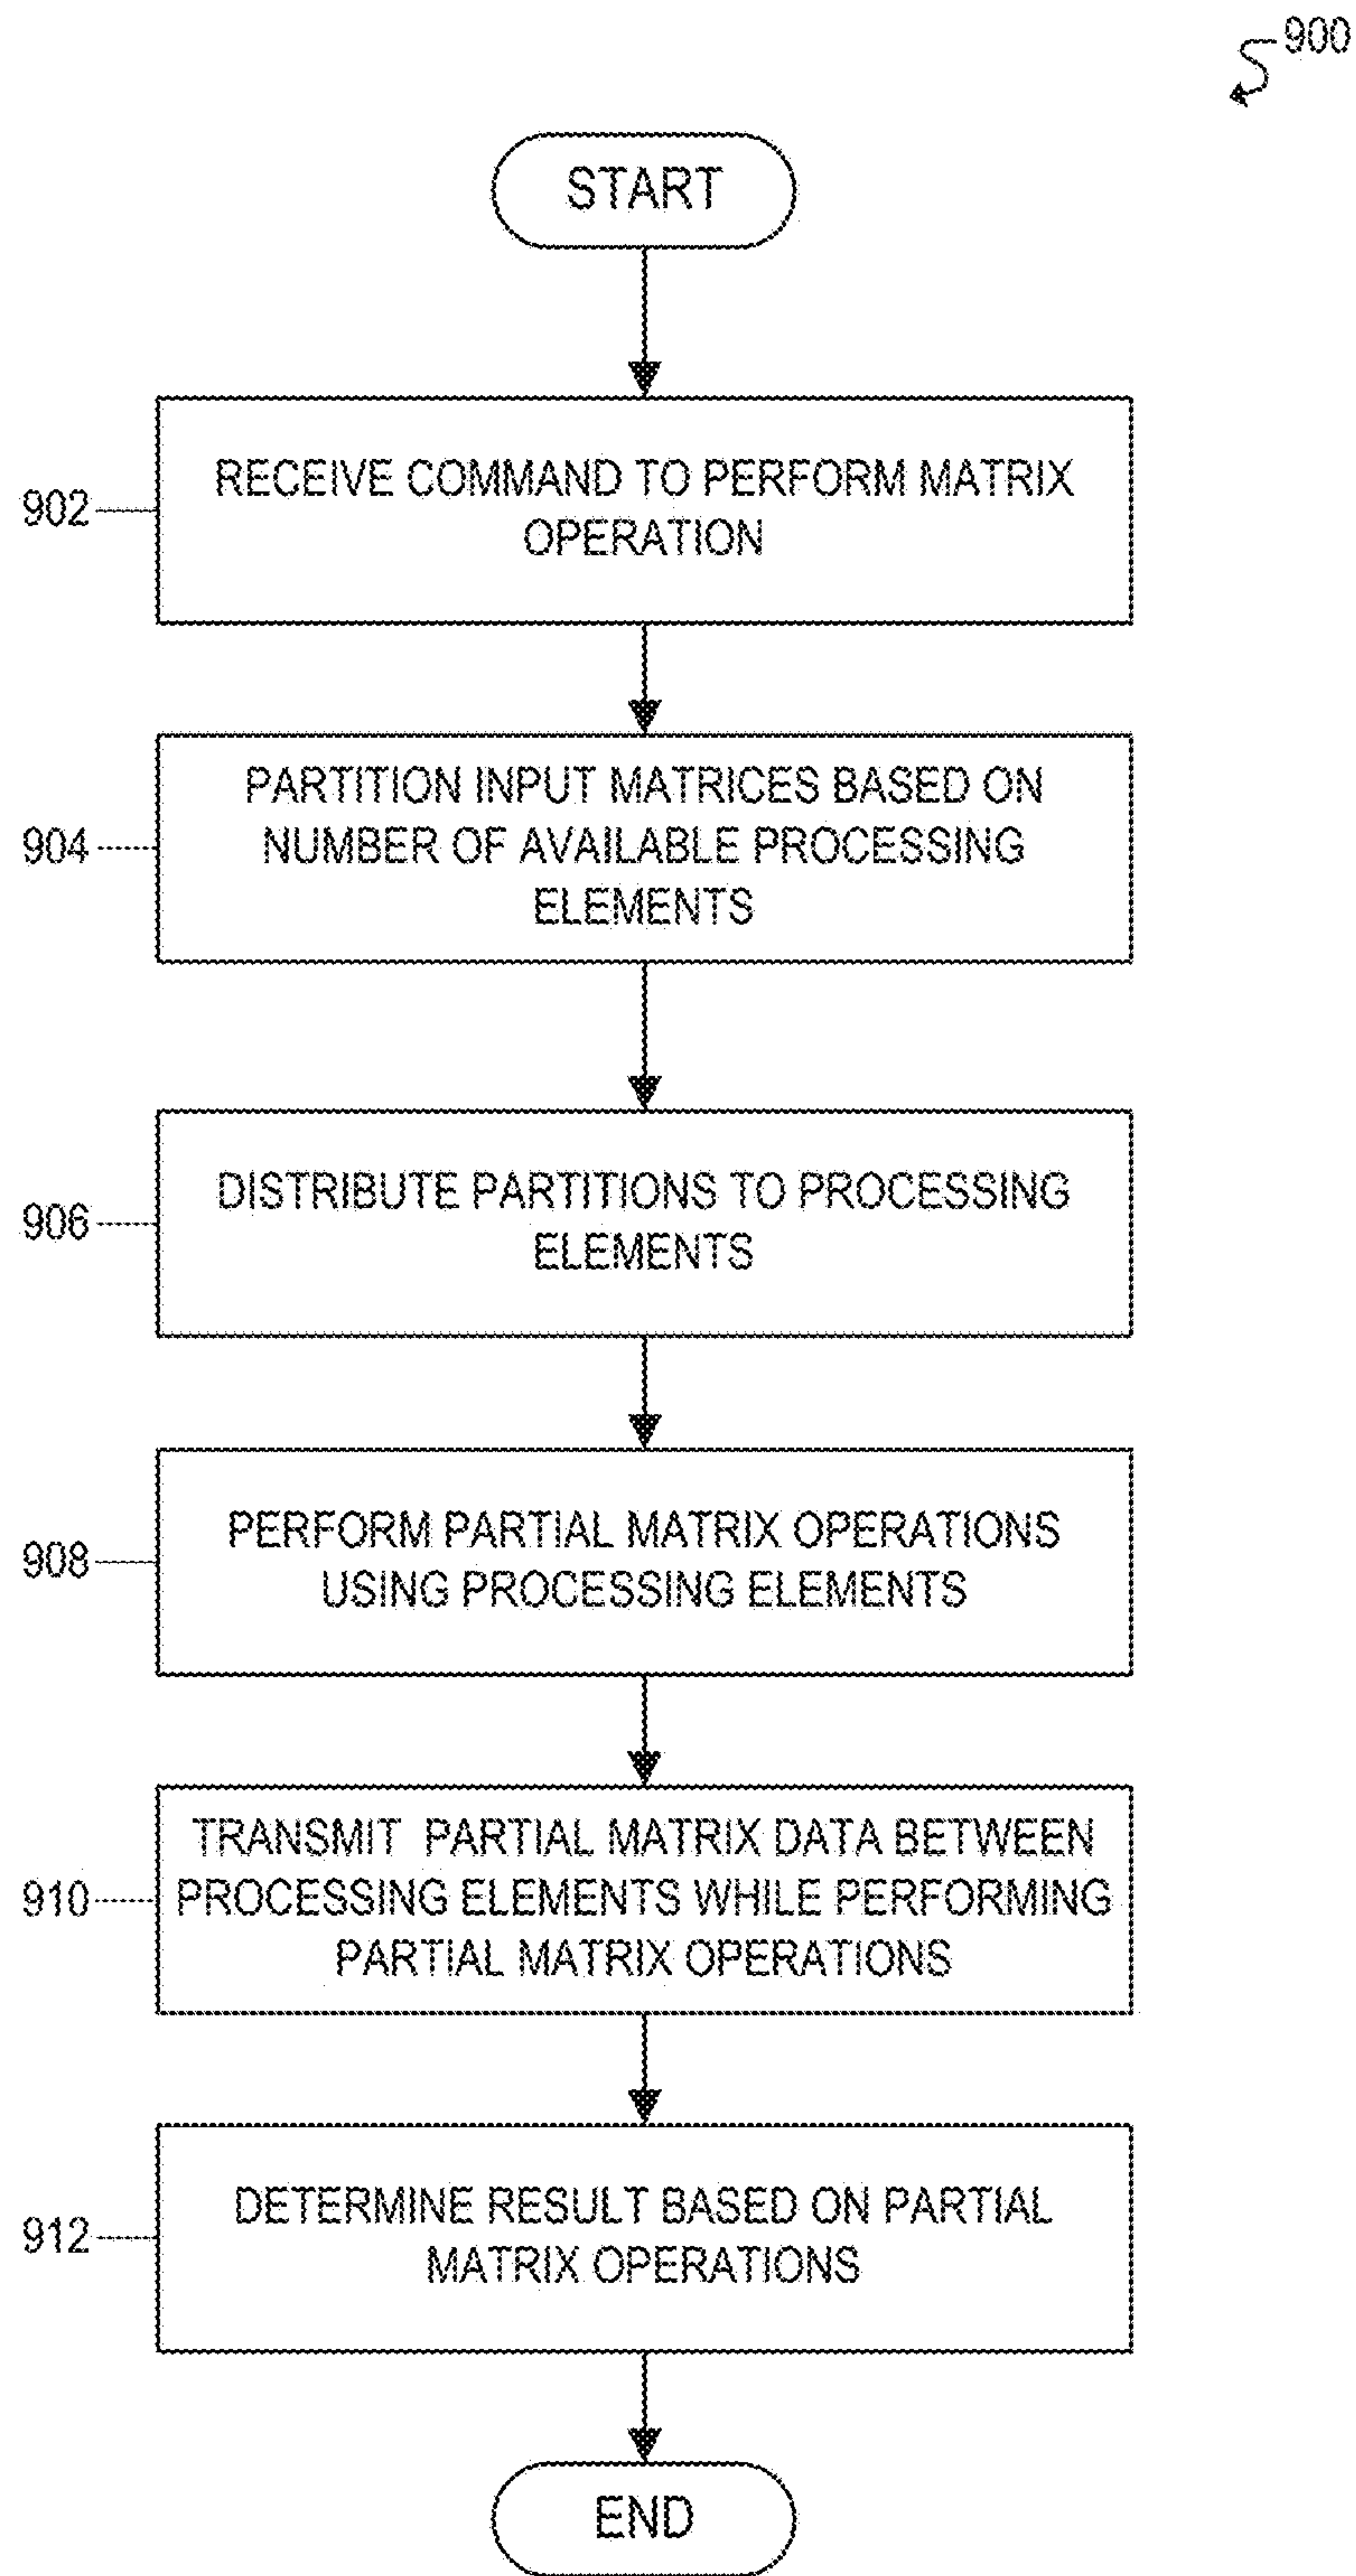 900
START
902
RECEIVE COMMAND TO PERFORM MATRIX
OPERATION
904
PARTITION INPUT MATRICES BASED ON
NUMBER OF AVAILABLE PROCESSING
ELEMENTS
906
DISTRIBUTE PARTITIONS TO PROCESSING
ELEMENTS
908
PERFORM PARTIAL MATRIX OPERATIONS
USING PROCESSING ELEMENTS
910
TRANSMIT PARTIAL MATRIX DATA BETWEEN
PROCESSING ELEMENTS WHILE PERFORMING
PARTIAL MATRIX OPERATIONS
912
DETERMINE RESULT BASED ON PARTIAL
MATRIX OPERATIONS
END